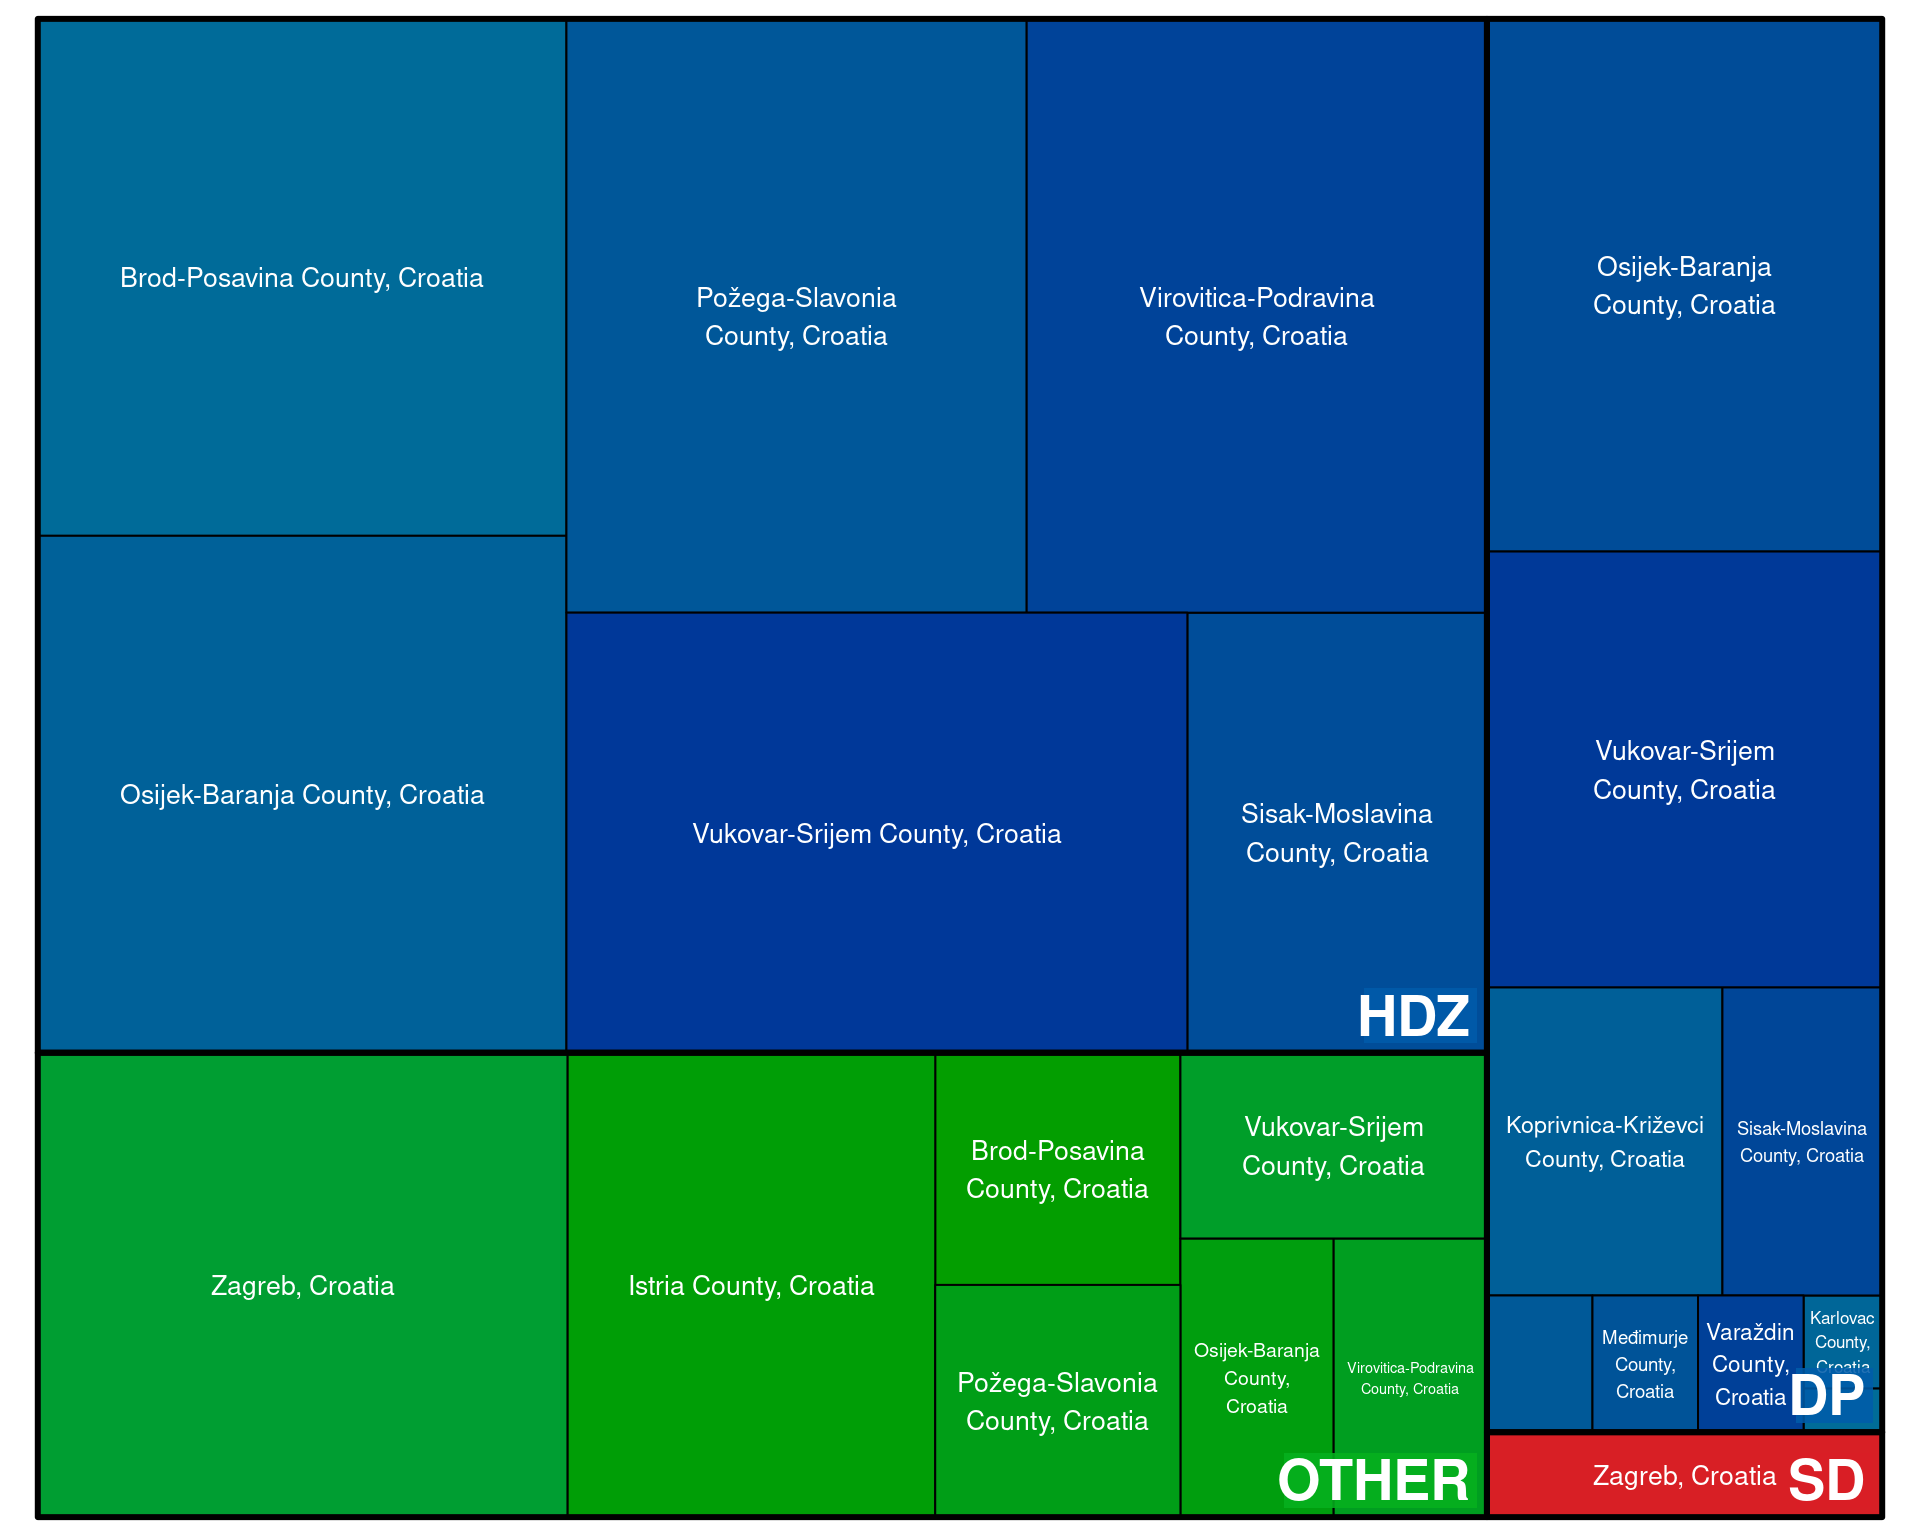 Brod-Posavina County, Croatia
Požega-Slavonia
County, Croatia
Virovitica-Podravina
County, Croatia
Osijek-Baranja
County, Croatia
Osijek-Baranja County, Croatia
Vukovar-Srijem County, Croatia
Sisak-Moslavina
County, Croatia
HDZ
Vukovar-Srijem
County, Croatia
Zagreb, Croatia
Istria County, Croatia
Brod-Posavina
County, Croatia
Požega-Slavonia
County, Croatia
Vukovar-Srijem
County, Croatia
Osijek-Baranja
County,
Croatia
Virovitica-Podravina
County, Croatia
OTHER
Koprivnica-Križevci
County, Croatia
Sisak-Moslavina
County, Croatia
Međimurje
County,
Croatia
Varaždin
County,
Croatia
Karlovac
County,
Croatia
DP
Zagreb, Croatia
SD